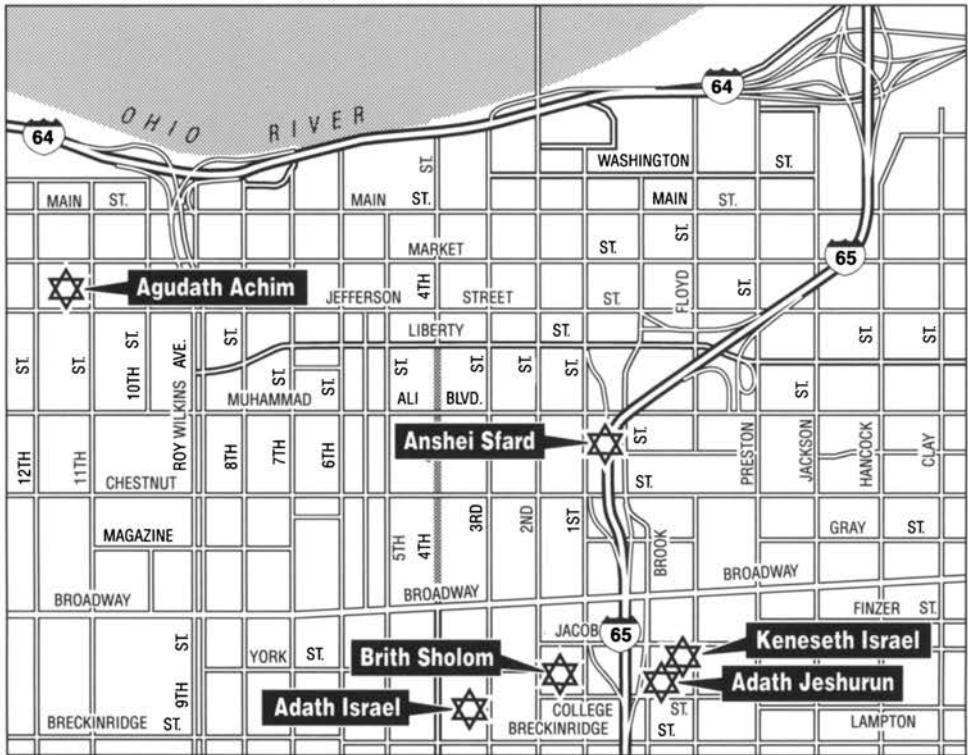 64
OHIO RIVER
64
WASHINGTON ST.
MAIN ST.
MAIN ST.
MAIN ST.
ST.
MARKET ST.
ST.
65
Agudath Achim
JEFFERSON STREET ST.
4TH
FLOYD
ST.
LIBERTY ST.
12TH ST.
11TH ST.
10TH ST.
ROY WILKINS AVE.
8TH ST.
7TH ST.
6TH ST.
ST.
ST.
ST.
ST.
ST.
ST.
ST.
MUHAMMAD ALI BLVD.
Anshei Sfard
ST.
PRESTON
JACKSON
HANCOCK
CLAY
CHESTNUT ST.
MAGAZINE
5TH
4TH
3RD
2ND
1ST
BROOK
GRAY ST.
BROADWAY
BROADWAY
BROADWAY
FINZER ST.
JACOB
65
Keneseth Israel
9TH ST.
YORK ST.
Brith Sholom
Adath Jeshurun
Adath Israel
COLLEGE ST.
BRECKINRIDGE ST.
BRECKINRIDGE ST.
LAMPTON